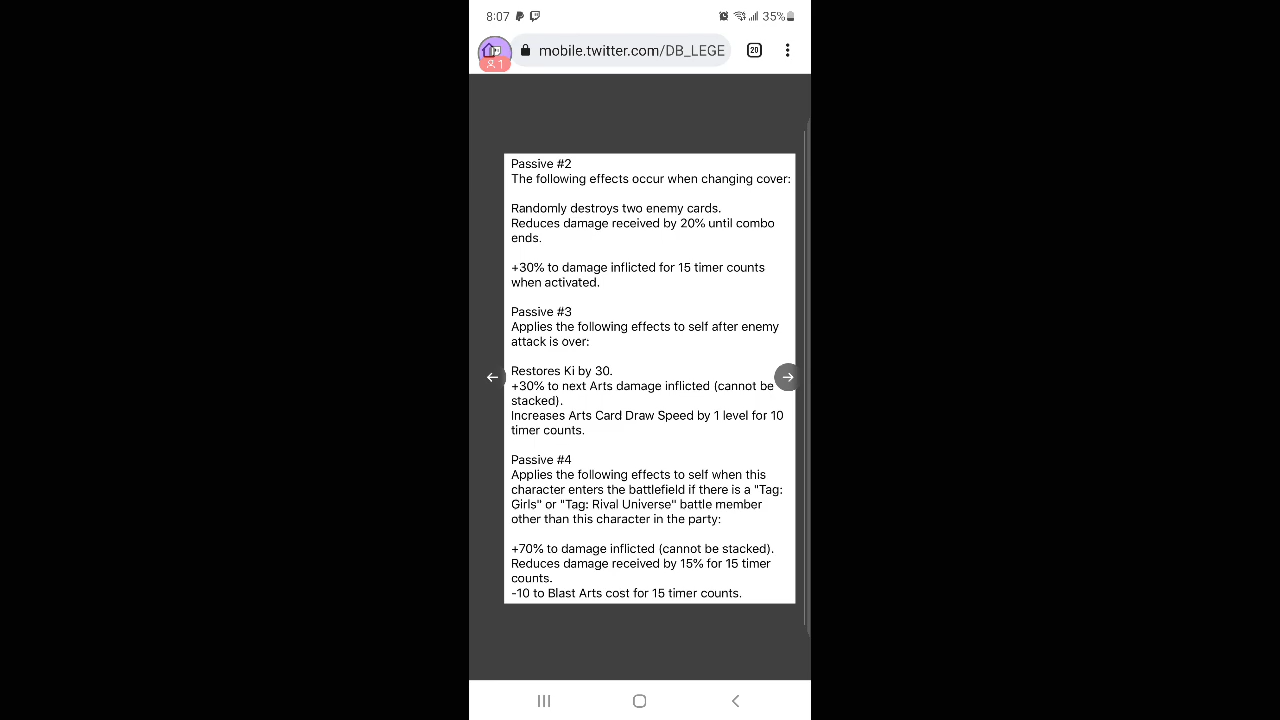 8:07
35%
1
mobile.twitter.com/DB_LEGE
20
Passive #2
The following effects occur when changing cover:
Randomly destroys two enemy cards.
Reduces damage received by 20% until combo
ends.
+30% to damage inflicted for 15 timer counts
when activated.
Passive #3
Applies the following effects to self after enemy
attack is over:
Restores Ki by 30.
+30% to next Arts damage inflicted (cannot be
stacked).
Increases Arts Card Draw Speed by 1 level for 10
timer counts.
Passive #4
Applies the following effects to self when this
character enters the battlefield if there is a "Tag:
Girls" or "Tag: Rival Universe" battle member
other than this character in the party:
+70% to damage inflicted (cannot be stacked).
Reduces damage received by 15% for 15 timer
counts.
-10 to Blast Arts cost for 15 timer counts.